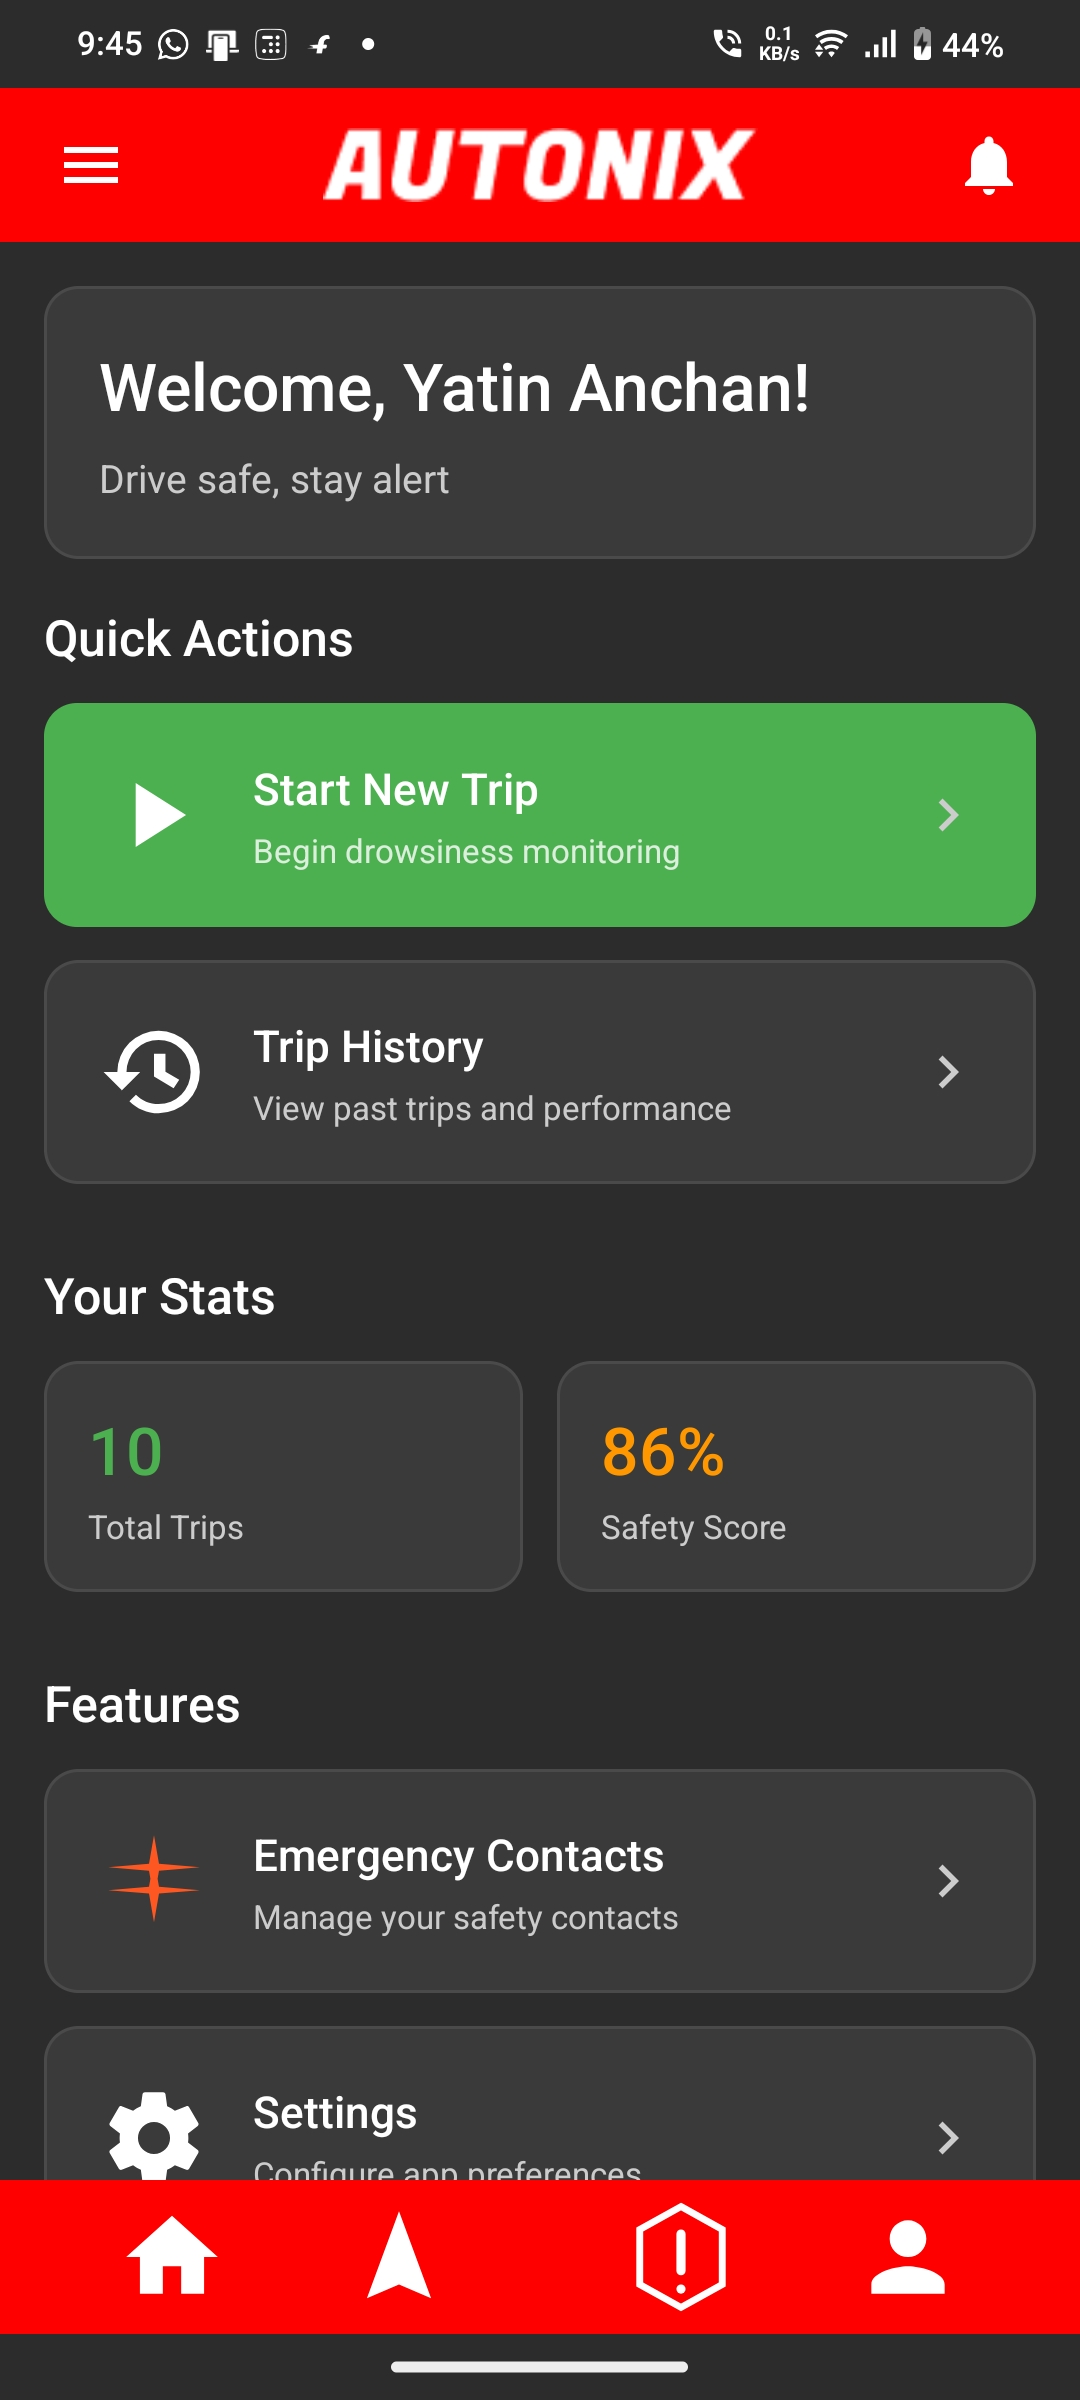 9:45
0.1
KB/s
44%
AUTONIX
Welcome, Yatin Anchan!
Drive safe, stay alert
Quick Actions
Start New Trip
Begin drowsiness monitoring
Trip History
View past trips and performance
Your Stats
10
Total Trips
86%
Safety Score
Features
Emergency Contacts
Manage your safety contacts
Settings
Configure app preferences